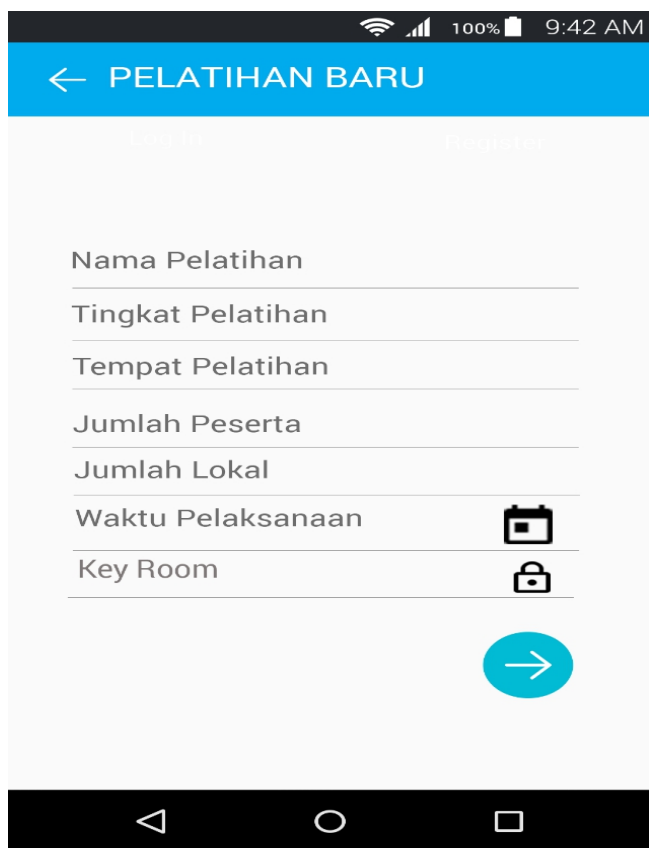 100% 9:42 AM
PELATIHAN BARU
Register
Nama Pelatihan
Tingkat Pelatihan
Tempat Pelatihan
Jumlah Peserta
Jumlah Lokal
Waktu Pelaksanaan
Key Room